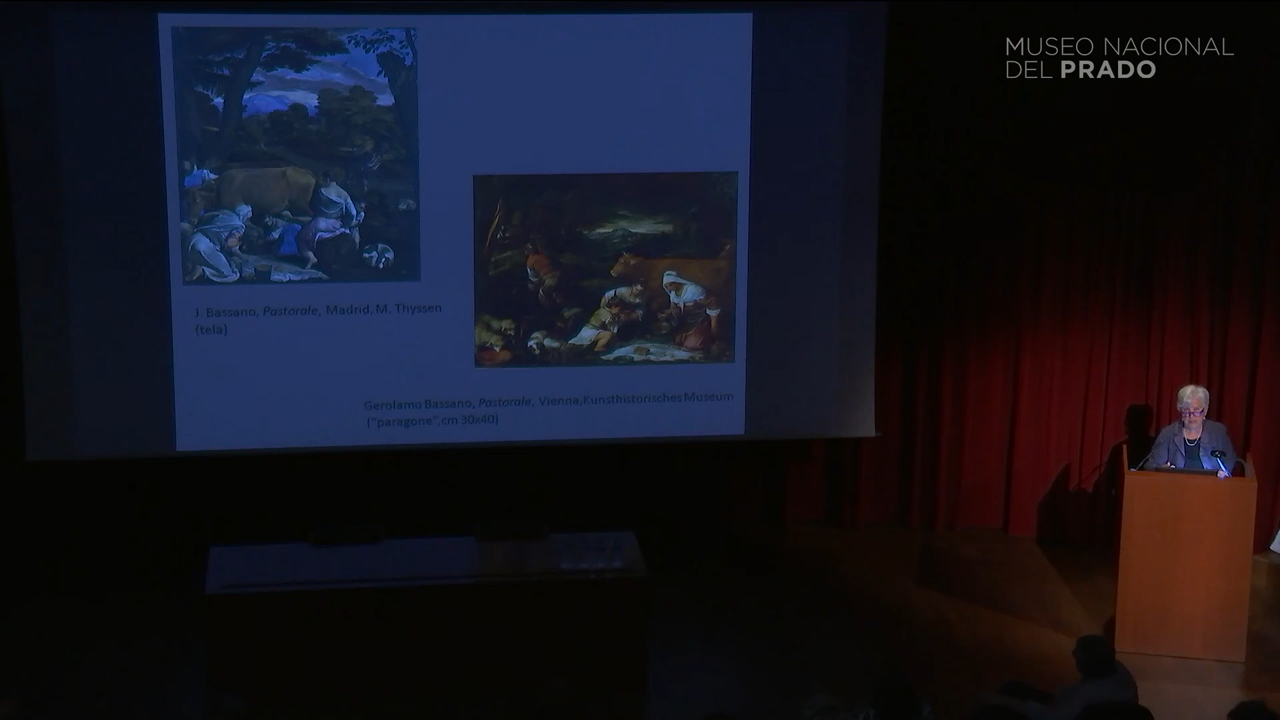 MUSEO NACIONAL
DEL PRADO
J. Bassano, Pastorale, Madrid, M. Thyssen
(tela)
Gerolamo Bassano, Pastorale, Vienna,Kunsthistorisches Museum
("paragone",cm 30x40)